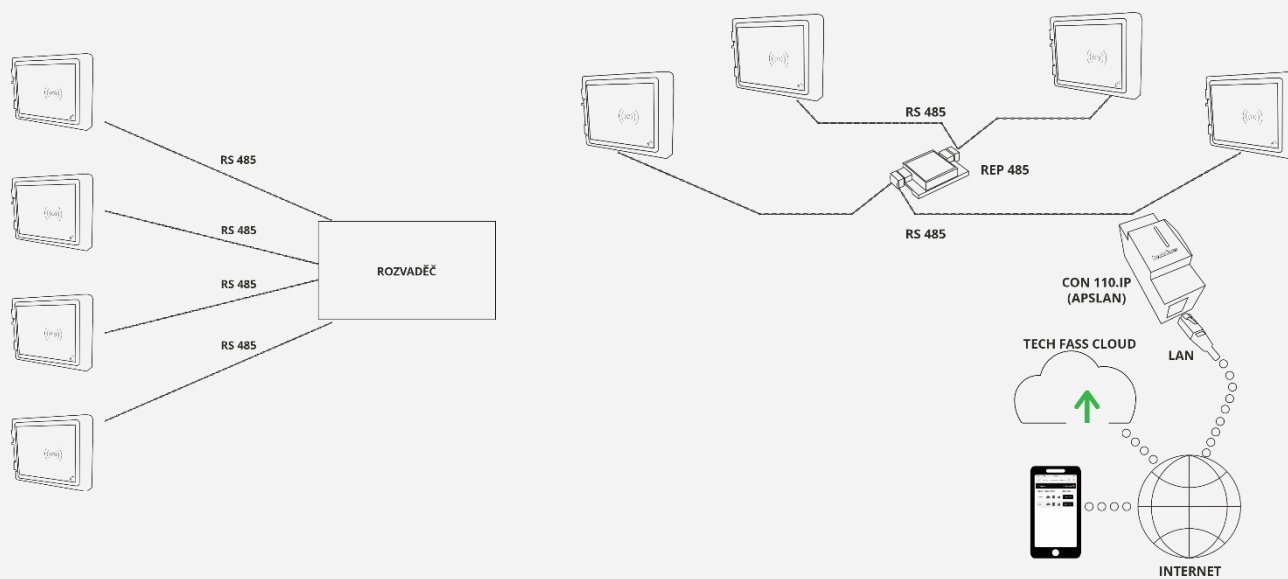 RS 485
RS 485
RS 485
RS 485
ROZVADĚČ
RS 485
REP 485
RS 485
CON 110.IP
(APSLAN)
LAN
TECH FASS CLOUD
INTERNET